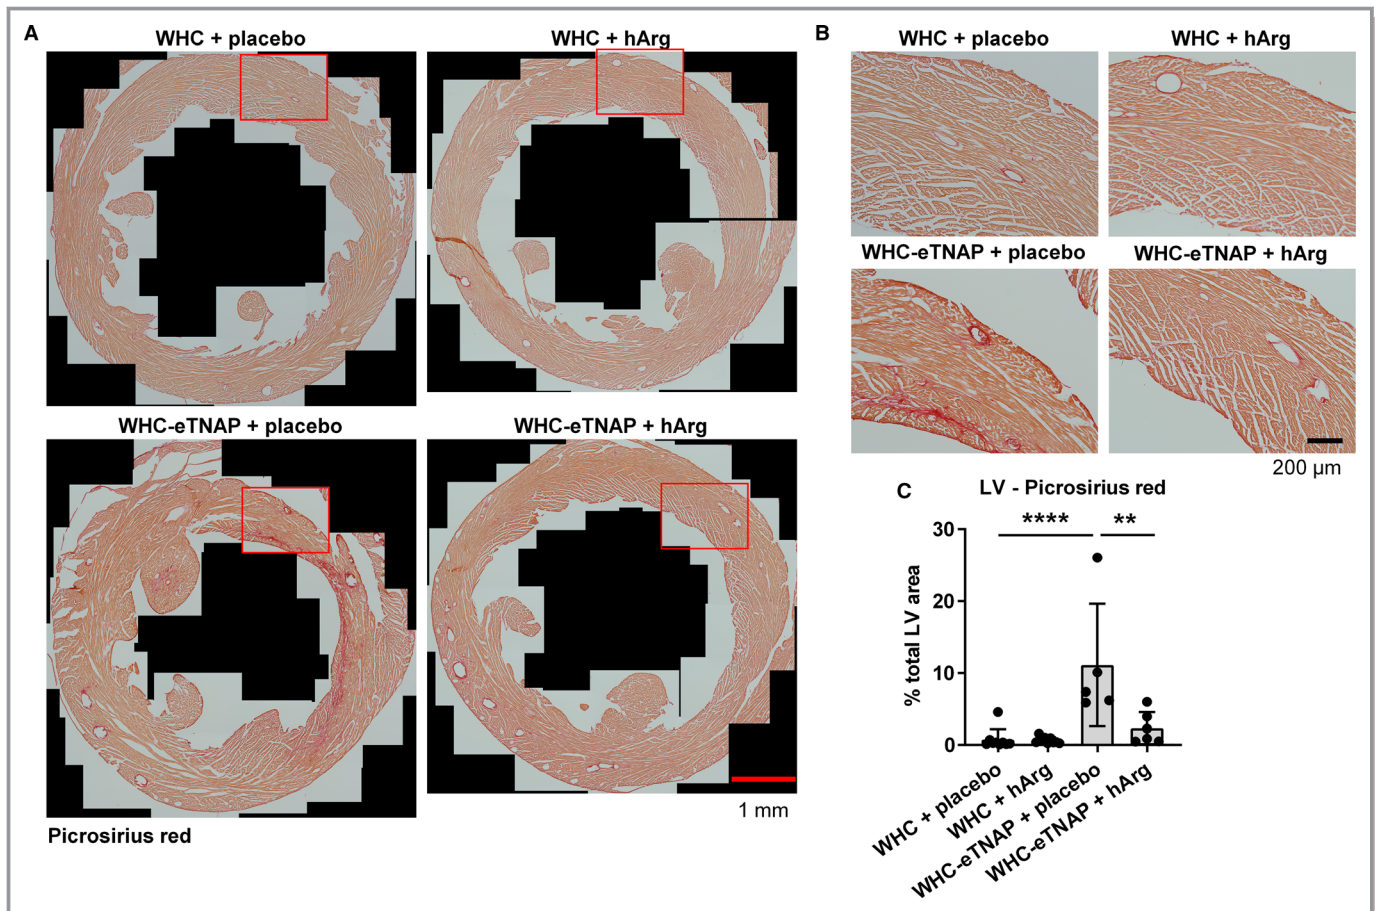 A
WHC + placebo
WHC + hArg
WHC-eTNAP + placebo
WHC-eTNAP + hArg
1 mm
Picrosirius red
B
WHC + placebo
WHC + hArg
WHC-eTNAP + placebo
WHC-eTNAP + hArg
200 µm
C
LV - Picrosirius red
****
**
% total LV area
30
20
10
0
WHC + placebo
WHC + hArg
WHC-eTNAP + placebo
WHC-eTNAP + hArg